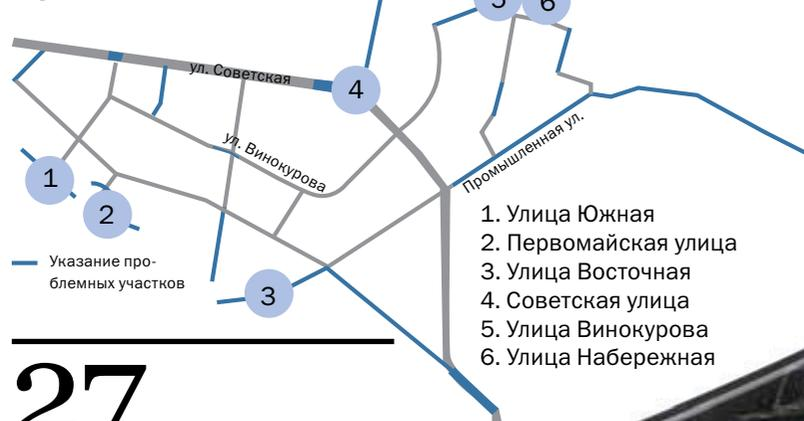 5 6
ул. Советская
4
ул. Винокурова
Промышленная ул.
1
2
3
1. Улица Южная
2. Первомайская улица
3. Улица Восточная
4. Советская улица
5. Улица Винокурова
6. Улица Набережная
Указание про-
блемных участков
27